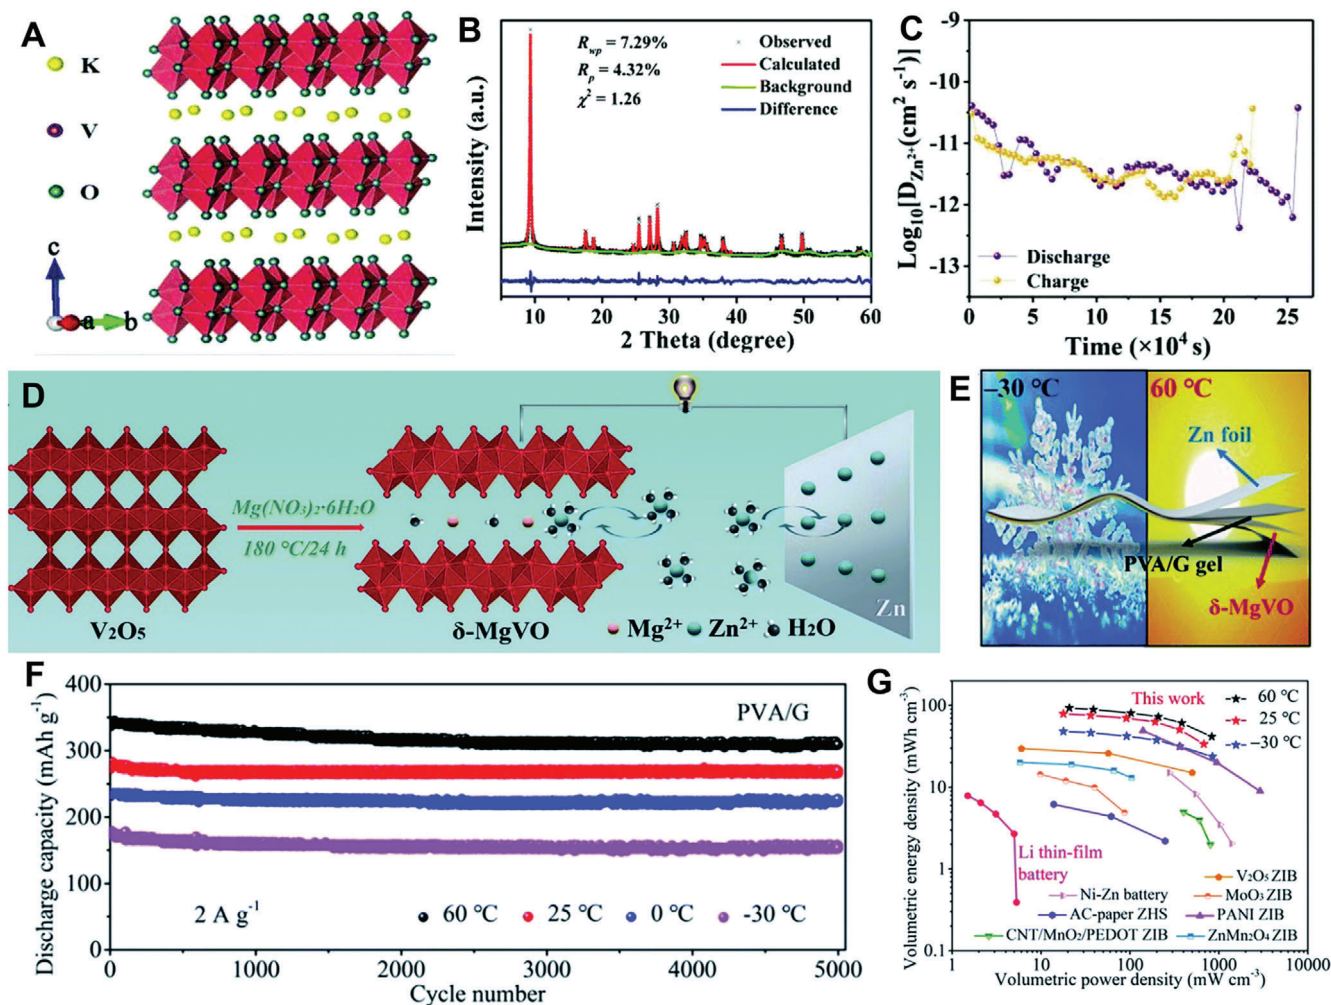 A
K
V
O
c
a
b
B
Rwp = 7.29%
Rp = 4.32%
χ² = 1.26
Observed
Calculated
Background
Difference
Intensity (a.u.)
10 20 30 40 50 60
2 Theta (degree)
C
-9
-10
-11
-12
-13
Log₁₀[D_Zn²⁺(cm² s⁻¹)]
Discharge
Charge
0 5 10 15 20 25
Time (×10⁴ s)
D
Mg(NO₃)₂·6H₂O
180 °C/24 h
V₂O₅
δ-MgVO
Mg²⁺ Zn²⁺ H₂O
Zn
E
–30 °C
60 °C
Zn foil
PVA/G gel
δ-MgVO
F
400
300
200
100
0
Discharge capacity (mAh g⁻¹)
PVA/G
2 A g⁻¹
60 °C 25 °C 0 °C -30 °C
0 1000 2000 3000 4000 5000
Cycle number
G
100
10
1
0.1
Volumetric energy density (mWh cm⁻³)
This work
60 °C
25 °C
–30 °C
Li thin-film
battery
V₂O₅ ZIB
Ni-Zn battery
MoO₃ ZIB
AC-paper ZHS
PANI ZIB
CNT/MnO₂/PEDOT ZIB
ZnMn₂O₄ ZIB
1 10 100 1000 10000
Volumetric power density (mW cm⁻³)